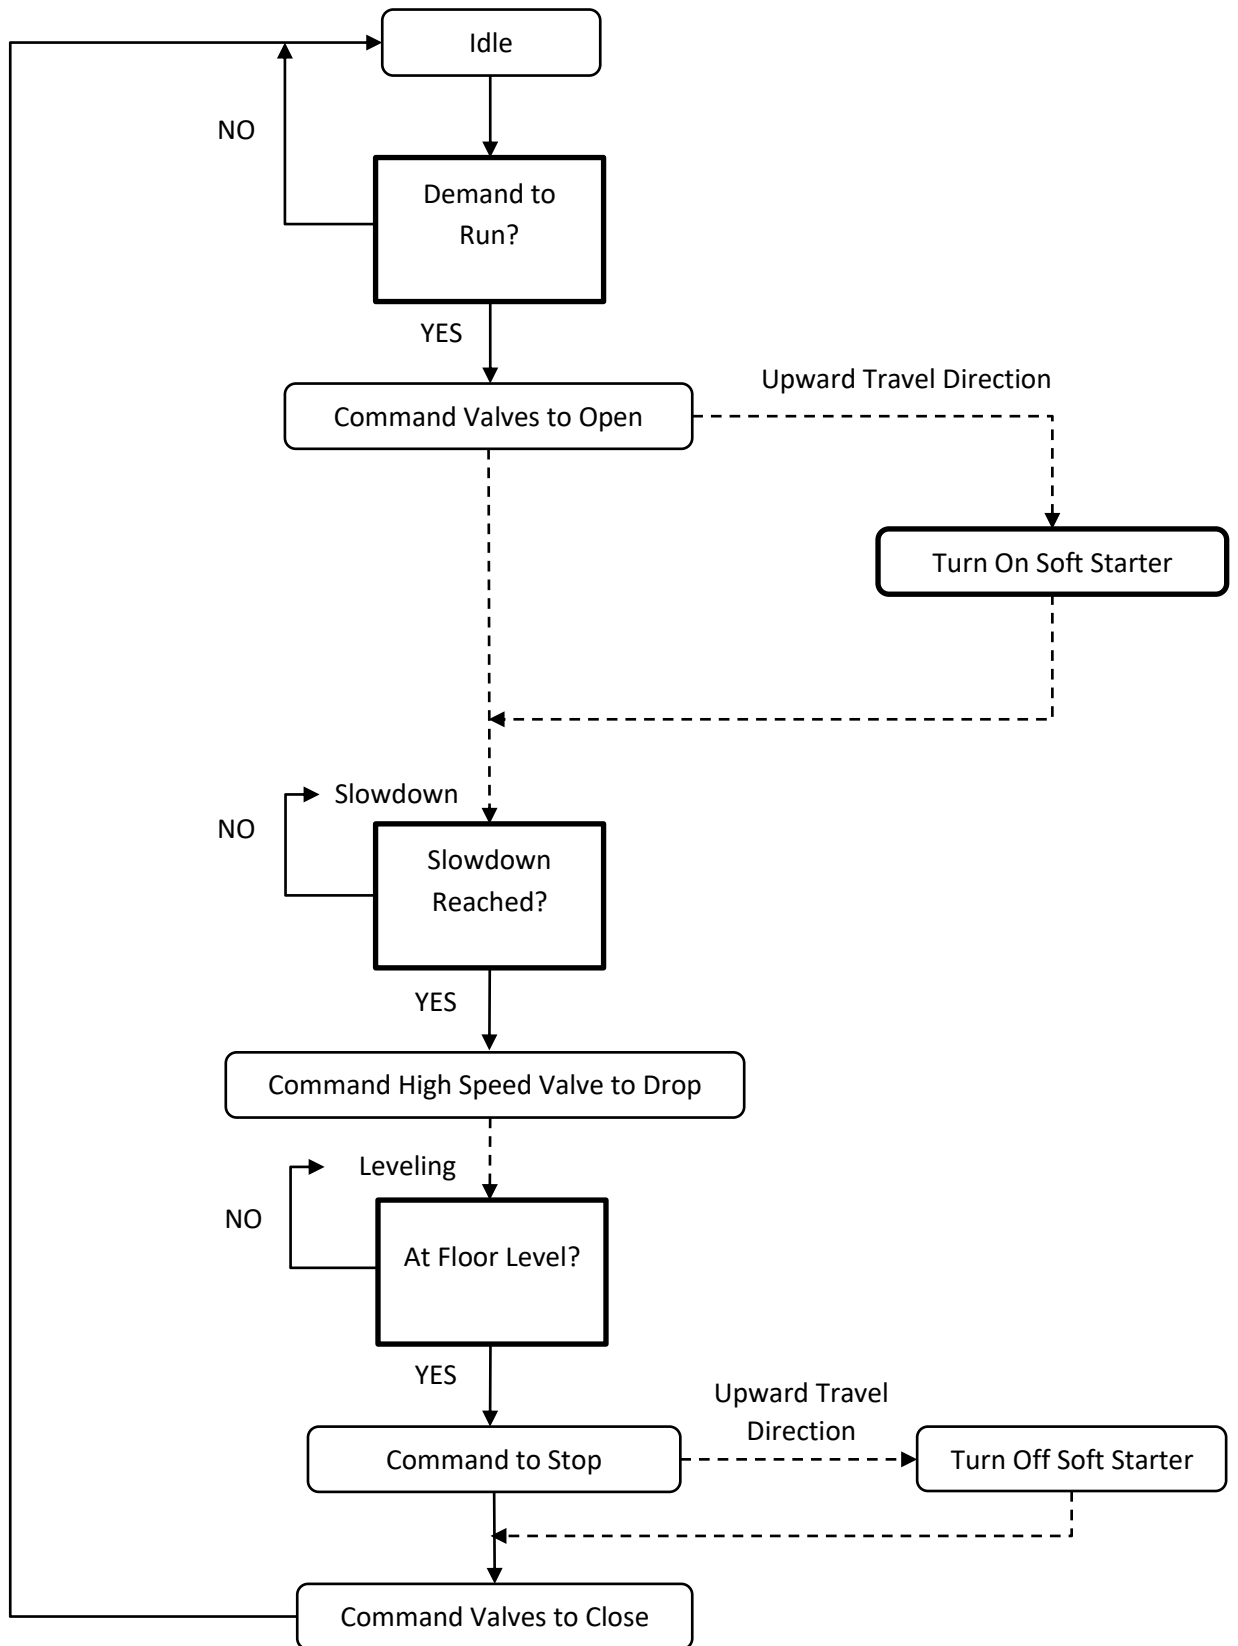 Idle
NO
Demand to
Run?
YES
Upward Travel Direction
Command Valves to Open
Turn On Soft Starter
Slowdown
NO
Slowdown
Reached?
YES
Command High Speed Valve to Drop
Leveling
NO
At Floor Level?
YES
Upward Travel
Direction
Command to Stop
Turn Off Soft Starter
Command Valves to Close